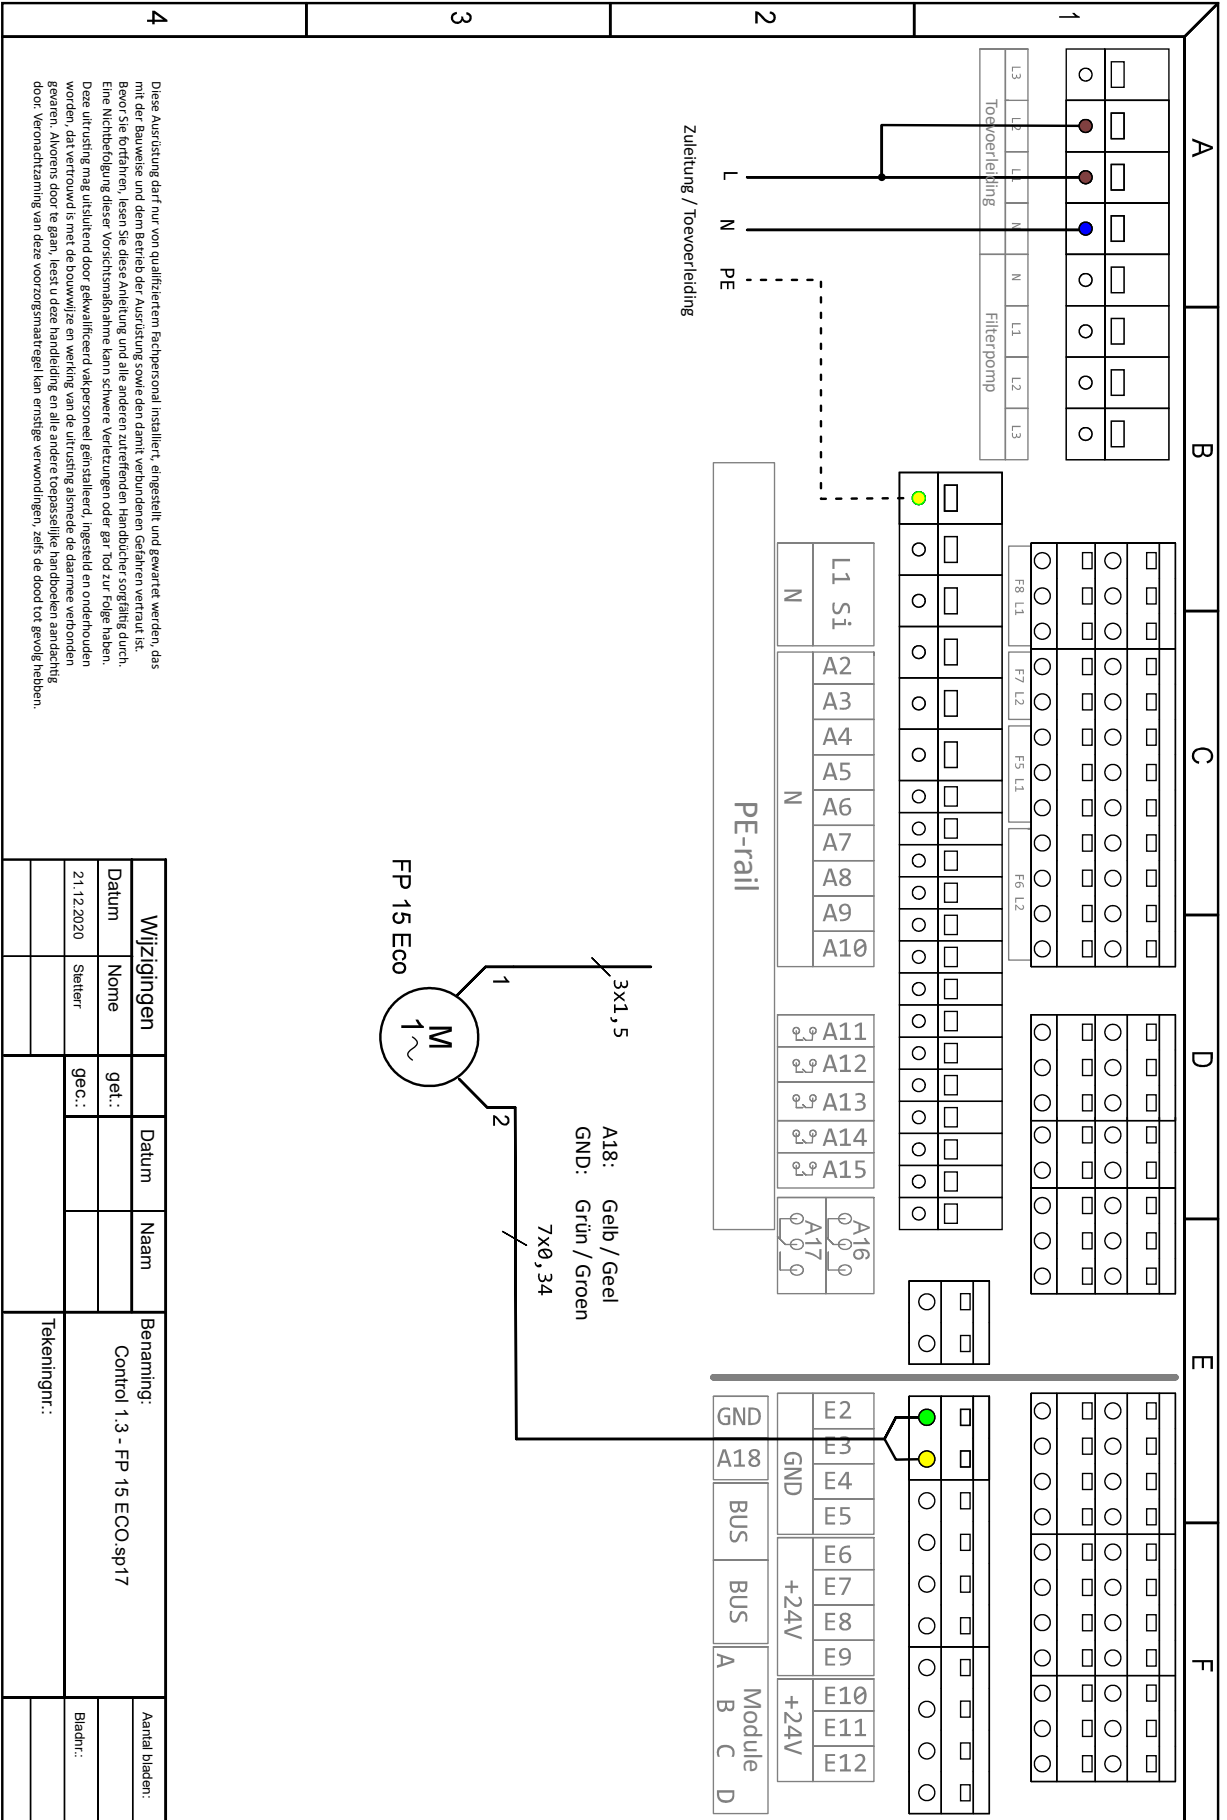 1
2
3
4
A
B
C
D
E
F
L3
L2
L1
N
N
L1
L2
L3
Toevoerleiding
Filterpomp
L
N
PE
Zuleitung / Toevoerleiding
F8 L1
F7 L2
F5 L1
F6 L2
L1 Si
N
A2
A3
A4
A5
A6
A7
A8
A9
A10
N
A11
A12
A13
A14
A15
A16
A17
PE-rail
E2
E3
E4
E5
GND
E6
E7
E8
E9
+24V
E10
E11
E12
+24V
GND
A18
BUS
BUS
Module
A B C D
3x1,5
A18: Gelb / Geel
GND: Grün / Groen
7x0,34
1
2
M
1~
FP 15 Eco
Diese Ausrüstung darf nur von qualifiziertem Fachpersonal installiert, eingestellt und gewartet werden, das
mit der Bauweise und dem Betrieb der Ausrüstung sowie den damit verbundenen Gefahren vertraut ist.
Bevor Sie fortfahren, lesen Sie diese Anleitung und alle anderen zutreffenden Handbücher sorgfältig durch.
Eine Nichtbefolgung dieser Vorsichtsmaßnahme kann schwere Verletzungen oder gar Tod zur Folge haben.
Deze uitrusting mag uitsluitend door gekwalificeerd vakpersoneel geïnstalleerd, ingesteld en onderhouden
worden, dat vertrouwd is met de bouwwijze en werking van de uitrusting alsmede de daarmee verbonden
gevaren. Alvorens door te gaan, leest u deze handleiding en alle andere toepasselijke handboeken aandachtig
door. Veronachtzaming van deze voorzorgsmaatregel kan ernstige verwondingen, zelfs de dood tot gevolg hebben.
Wijzigingen
Datum
Nome
21.12.2020
Stetterr
Datum
Naam
get.:
gec.:
Benaming:
Control 1.3 - FP 15 ECO.sp17
Tekeningnr.:
Aantal bladen:
Bladnr.: